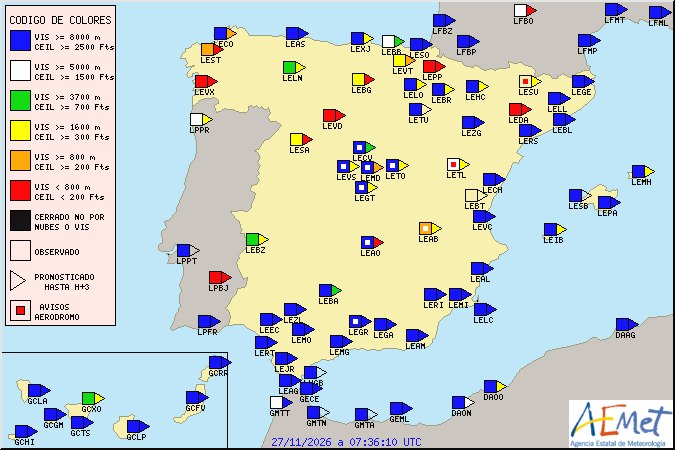 CODIGO DE COLORES
VIS >= 8000 m
CEIL >= 2500 Fts
VIS >= 5000 m
CEIL >= 1500 Fts
VIS >= 3700 m
CEIL >= 700 Fts
VIS >= 1600 m
CEIL >= 300 Fts
VIS >= 800 m
CEIL >= 200 Fts
VIS < 800 m
CEIL < 200 Fts
CERRADO NO POR
NUBES O VIS
OBSERVADO
PRONOSTICADO
HASTA H+3
AVISOS
AERODROMO
LFBO
LFMT
LFML
LFBZ
LECO
LEAS
LEXJ
LEBB
LESO
LFBP
LFMP
LEST
LEVT
LEPP
LELN
LEVX
LEBG
LELO
LEBR
LEHC
LESU
LEGE
LELL
LPPR
LEVD
LETU
LEZG
LEDA
LERS
LEBL
LESA
LECV
LEVS
LEMD
LETO
LETL
LEGT
LECH
LEBT
LEMH
LESB
LEPA
LEVC
LEIB
LEBZ
LEAO
LEAB
LPPT
LPBJ
LEAL
LEBA
LERI
LEMI
LELC
LEZL
LPFR
LEEC
LEMO
LEGR
LEGA
LEAM
DAAG
LERT
LEMG
LEJR
GCRR
LEAG
LXGB
GECE
DAOO
GCLA
GCXO
GCFV
GMTT
GEML
DAON
GCGM
GCTS
GCLP
GMTN
GMTA
GCHI
27/11/2026 a 07:36:10 UTC
AEMet
Agencia Estatal de Meteorología